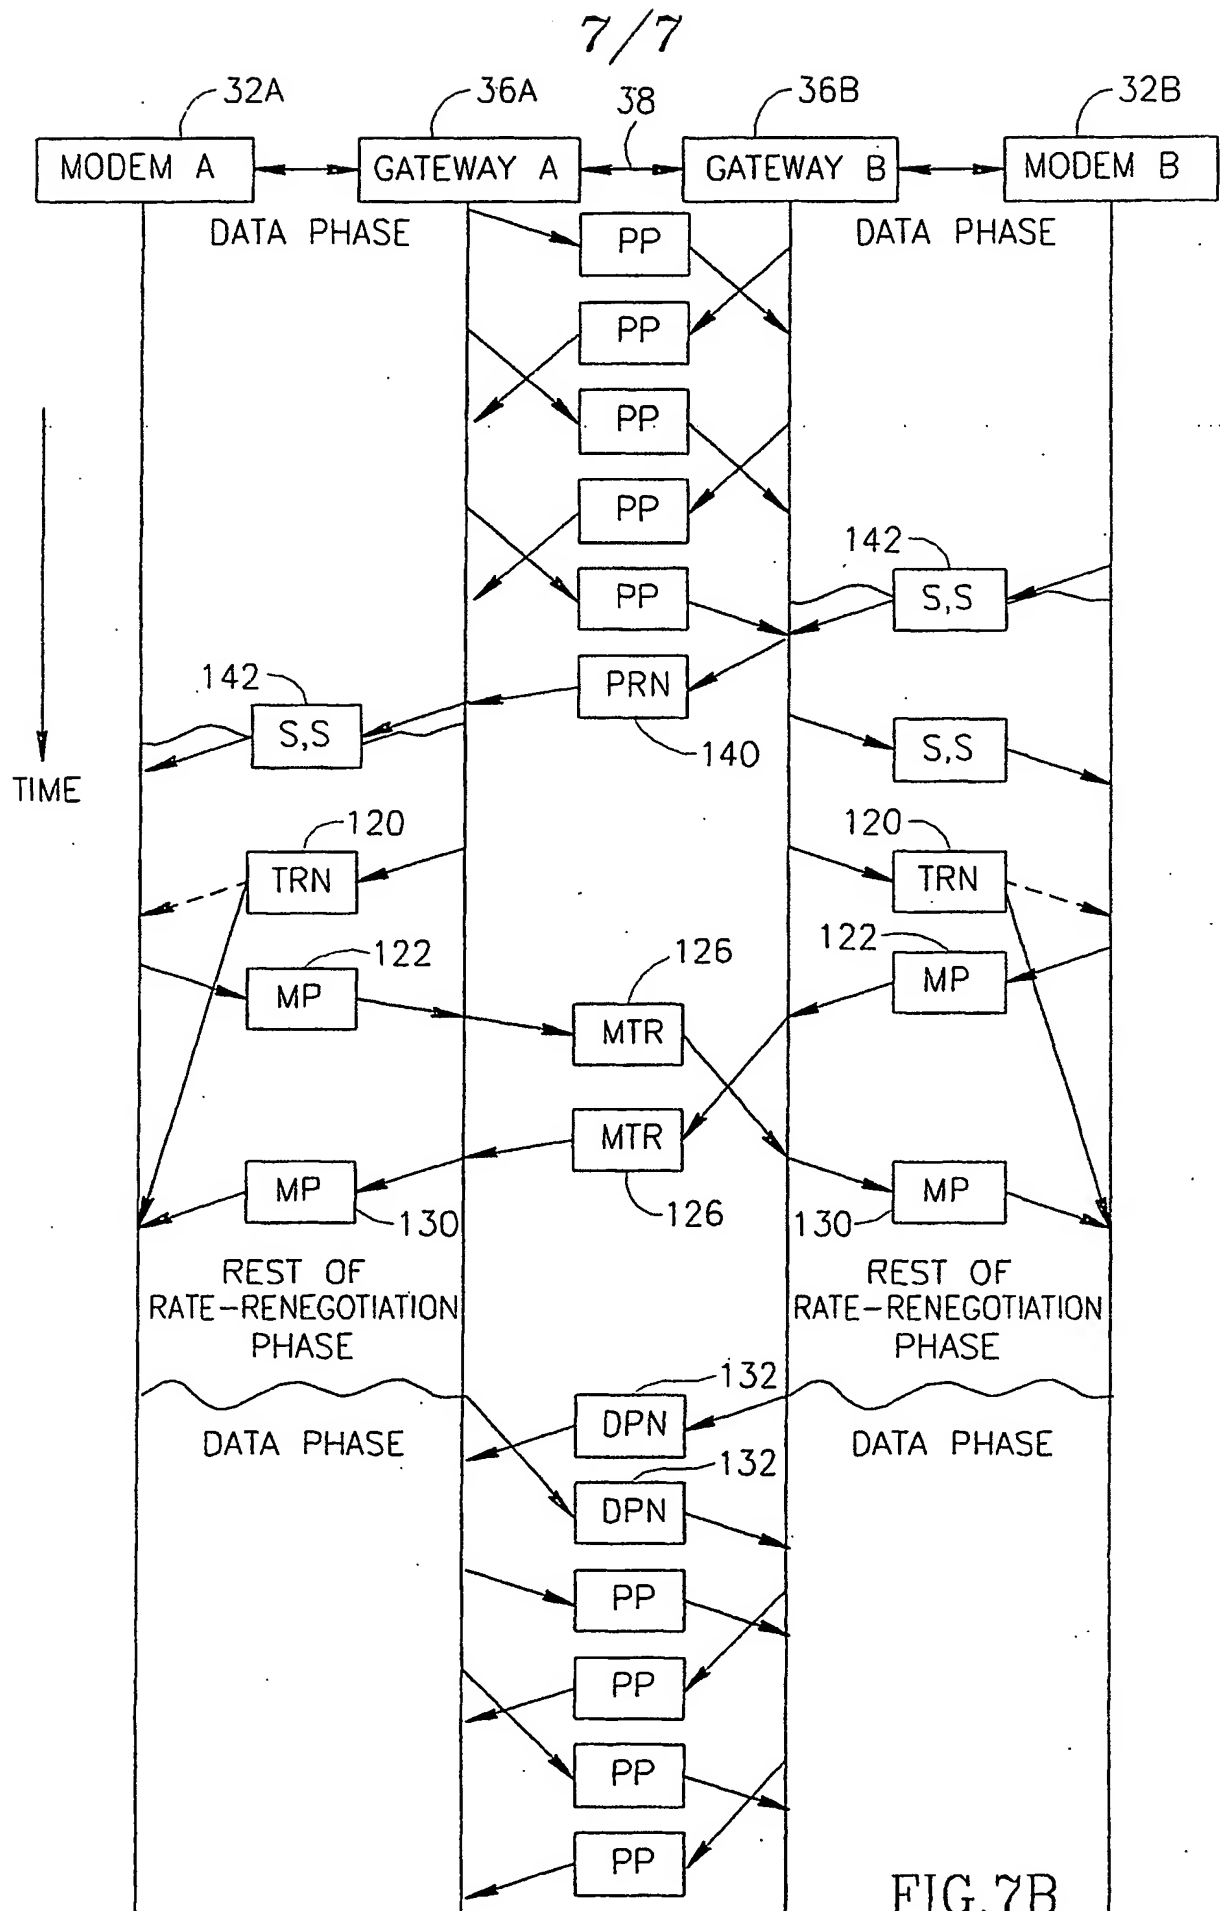 7/7
32A 36A 38 36B 32B
MODEM A GATEWAY A GATEWAY B MODEM B
DATA PHASE PP DATA PHASE
PP
PP
PP
142
PP S,S
142 PRN
S,S 140 S,S
TIME
120 120
TRN TRN
122 126 122
MP MTR MP
MTR
MP 126 MP
130 130
REST OF REST OF
RATE-RENEGOTIATION RATE-RENEGOTIATION
PHASE PHASE
132
DATA PHASE DPN DATA PHASE
132
DPN
PP
PP
PP
PP
FIG.7B